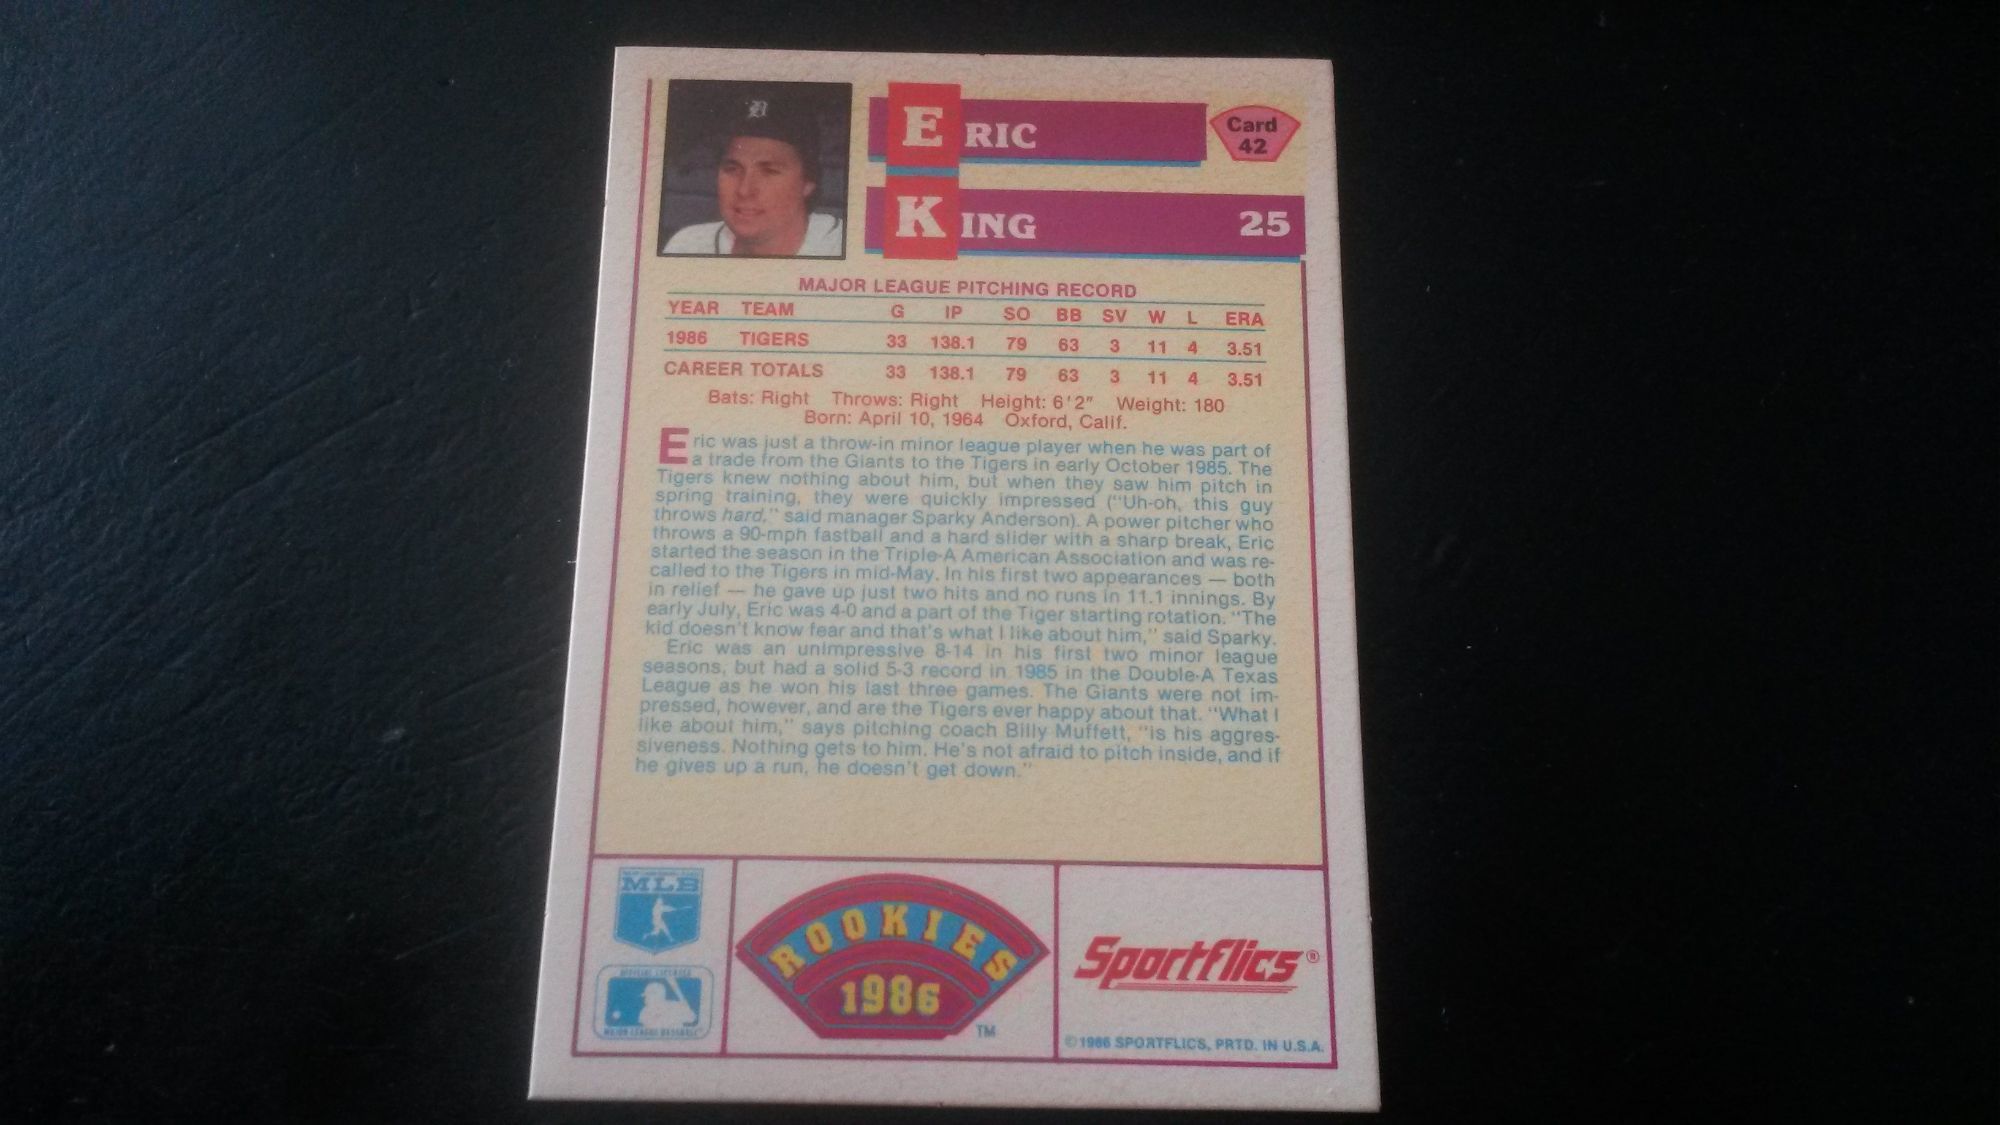 ERIC
Card
42
KING 25
MAJOR LEAGUE PITCHING RECORD
YEAR TEAM G IP SO BB SV W L ERA
1986 TIGERS 33 138.1 79 63 3 11 4 3.51
CAREER TOTALS 33 138.1 79 63 3 11 4 3.51
Bats: Right Throws: Right Height: 6'2" Weight: 180
Born: April 10, 1964 Oxford, Calif.
Eric was just a throw-in minor league player when he was part of
a trade from the Giants to the Tigers in early October 1985. The
Tigers knew nothing about him, but when they saw him pitch in
spring training, they were quickly impressed ("Uh-oh, this guy
throws hard," said manager Sparky Anderson). A power pitcher who
throws a 90-mph fastball and a hard slider with a sharp break, Eric
started the season in the Triple-A American Association and was re-
called to the Tigers in mid-May. In his first two appearances — both
in relief — he gave up just two hits and no runs in 11.1 innings. By
early July, Eric was 4-0 and a part of the Tiger starting rotation. "The
kid doesn't know fear and that's what I like about him," said Sparky.
Eric was an unimpressive 8-14 in his first two minor league
seasons, but had a solid 5-3 record in 1985 in the Double-A Texas
League as he won his last three games. The Giants were not im-
pressed, however, and are the Tigers ever happy about that. "What I
like about him," says pitching coach Billy Muffett, "is his aggres-
siveness. Nothing gets to him. He's not afraid to pitch inside, and if
he gives up a run, he doesn't get down."
MLB
OFFICIAL LICENSEE
MAJOR LEAGUE BASEBALL
ROOKIES
1986
TM
Sportflics®
© 1986 SPORTFLICS, PRTD. IN U.S.A.